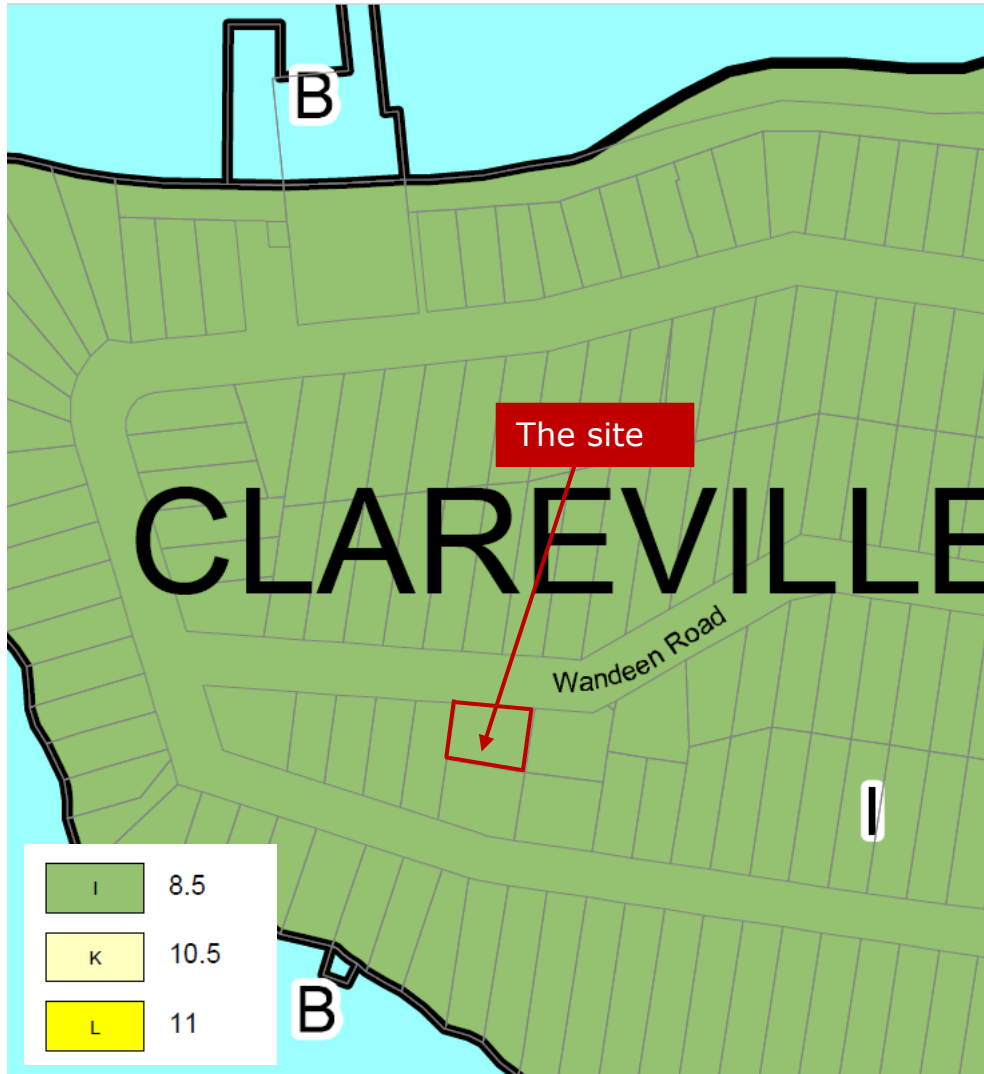 B
The site
CLAREVILLE
Wandeen Road
I
I 8.5
K 10.5
L 11
B